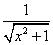 1
√(x²+1)